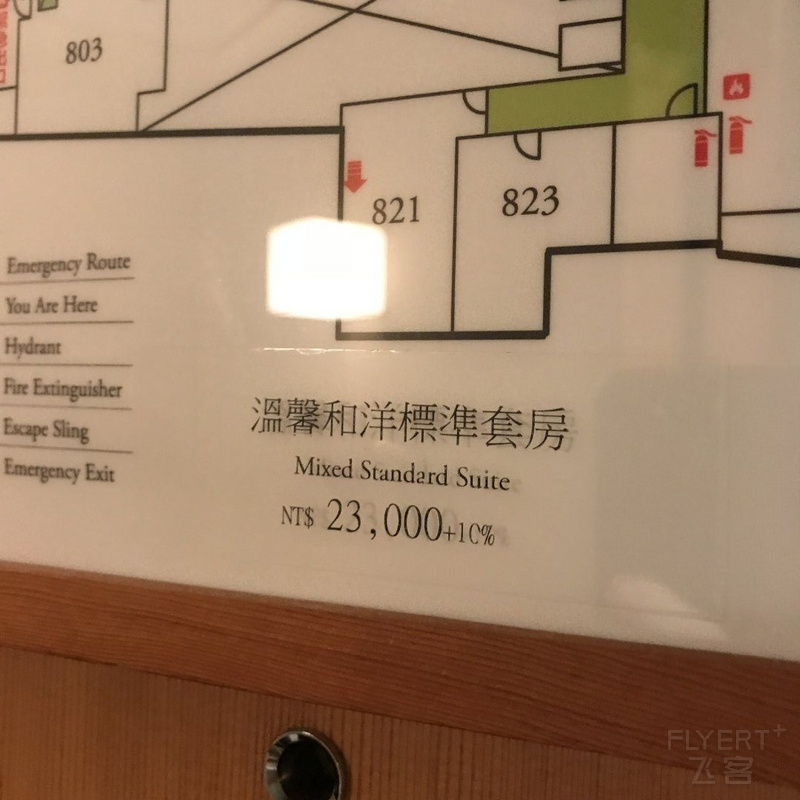 803
821
823
Emergency Route
You Are Here
Hydrant
Fire Extinguisher
Escape Sling
Emergency Exit
溫馨和洋標準套房
Mixed Standard Suite
NT$ 23,000+10%
FLYERT+
飞客